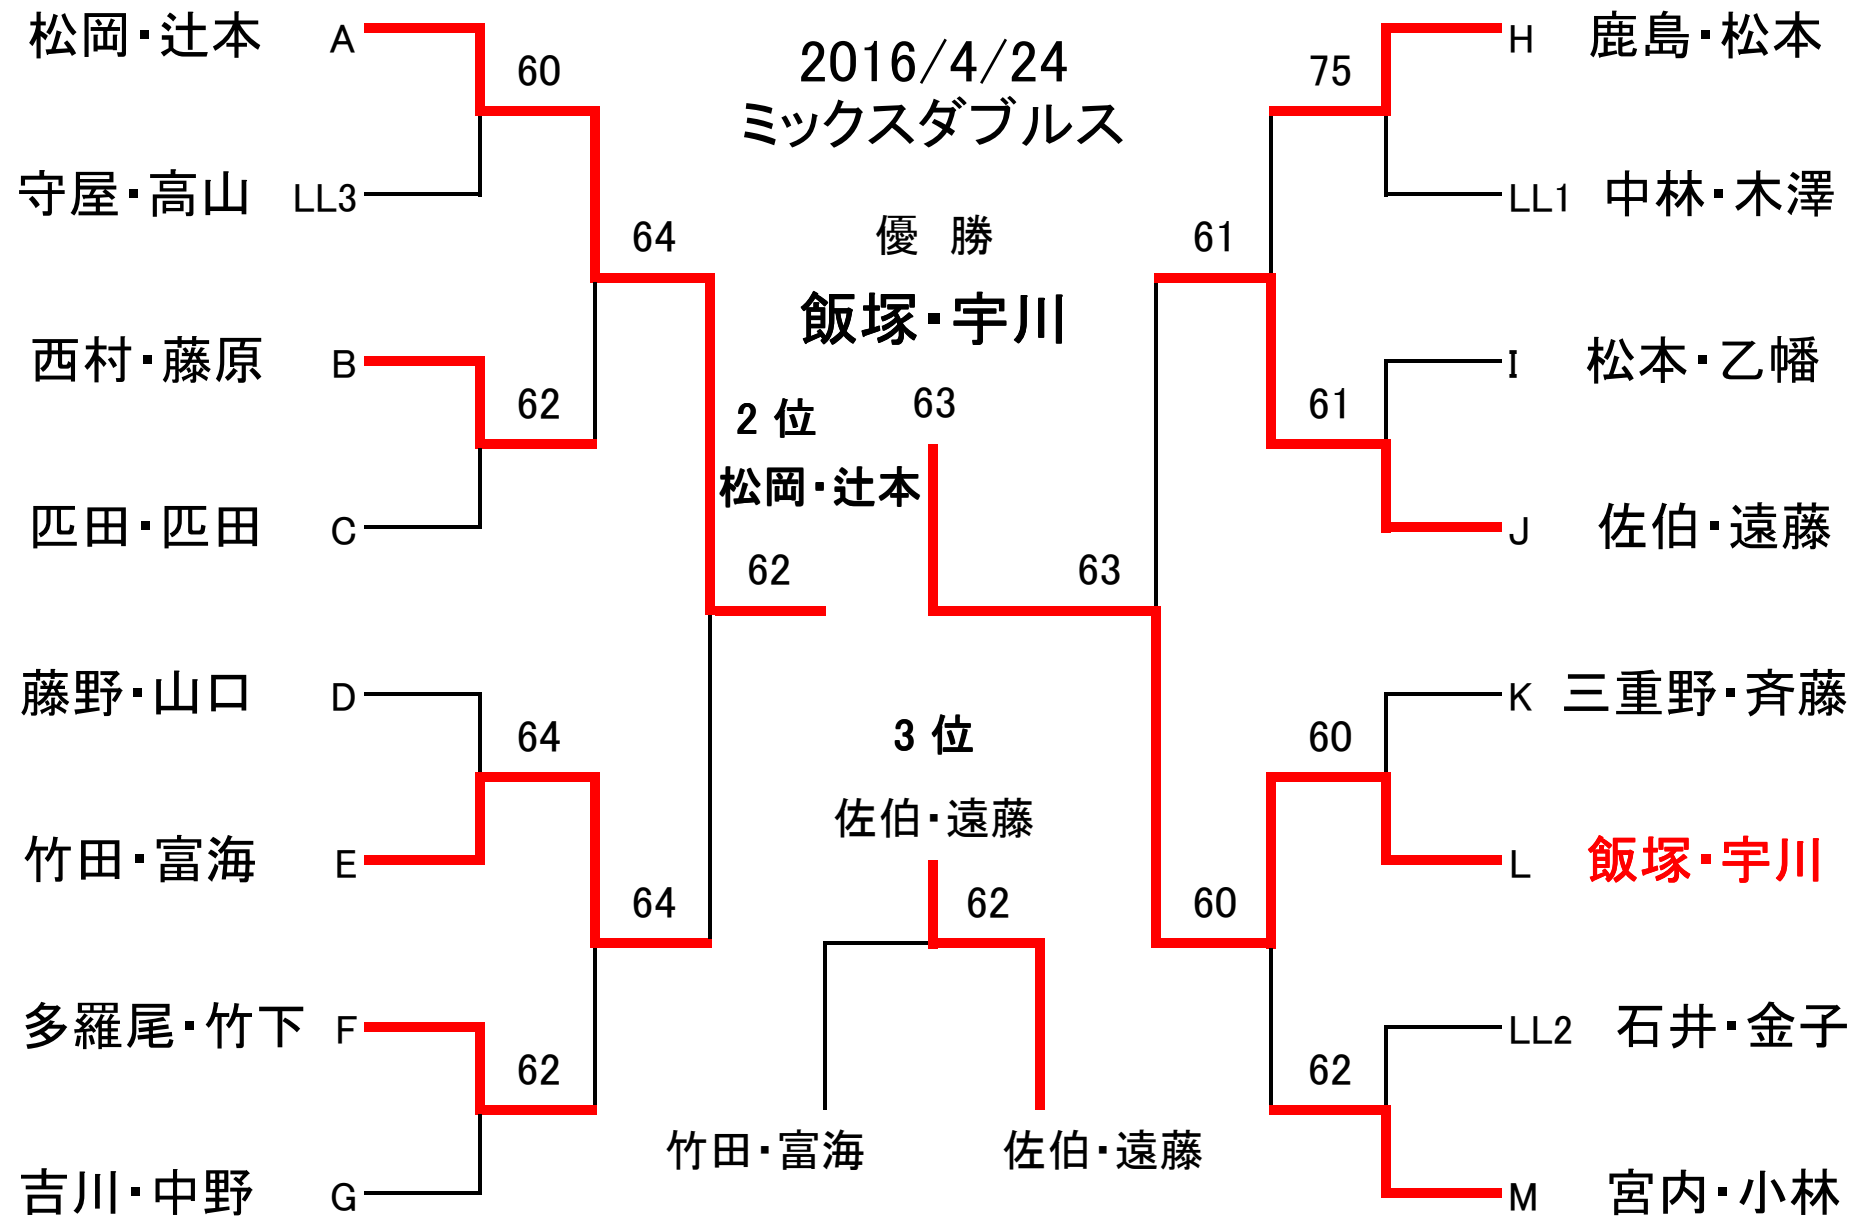 2016/4/24
ミックスダブルス
優 勝
飯塚・宇川
2 位
松岡・辻本
63
松岡・辻本 A
60
守屋・高山 LL3
64
西村・藤原 B
62
匹田・匹田 C
62
藤野・山口 D
64
竹田・富海 E
64
多羅尾・竹下 F
62
吉川・中野 G
75
H 鹿島・松本
LL1 中林・木澤
61
I 松本・乙幡
61
J 佐伯・遠藤
63
K 三重野・斉藤
60
L 飯塚・宇川
60
LL2 石井・金子
62
M 宮内・小林
3 位
佐伯・遠藤
62
竹田・富海
佐伯・遠藤